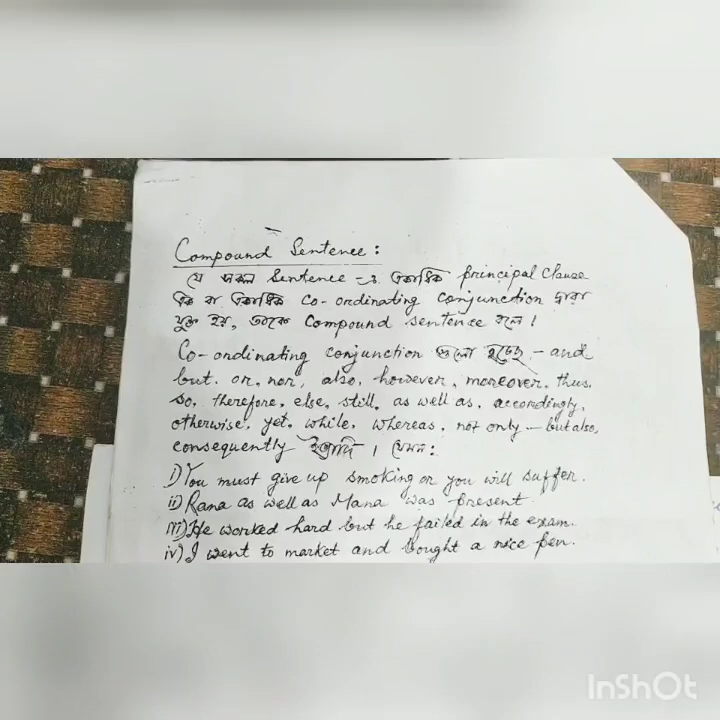 Compound Sentence:
যে সকল Sentence -এ একাধিক principal clause
এক বা একাধিক co-ordinating conjunction দ্বারা
যুক্ত হয়, তাকে Compound sentence বলে।
Co-ordinating conjunction গুলো হচ্ছে - and
but, or, nor, also, however, moreover, thus,
so, therefore, else, still, as well as, accordingly,
otherwise, yet, while, whereas, not only - but also,
consequently ইত্যাদি। যেমন:
i) You must give up smoking or you will suffer.
ii) Rana as well as Mana was present.
iii) He worked hard but he failed in the exam.
iv) I went to market and bought a nice pen.
InShOt